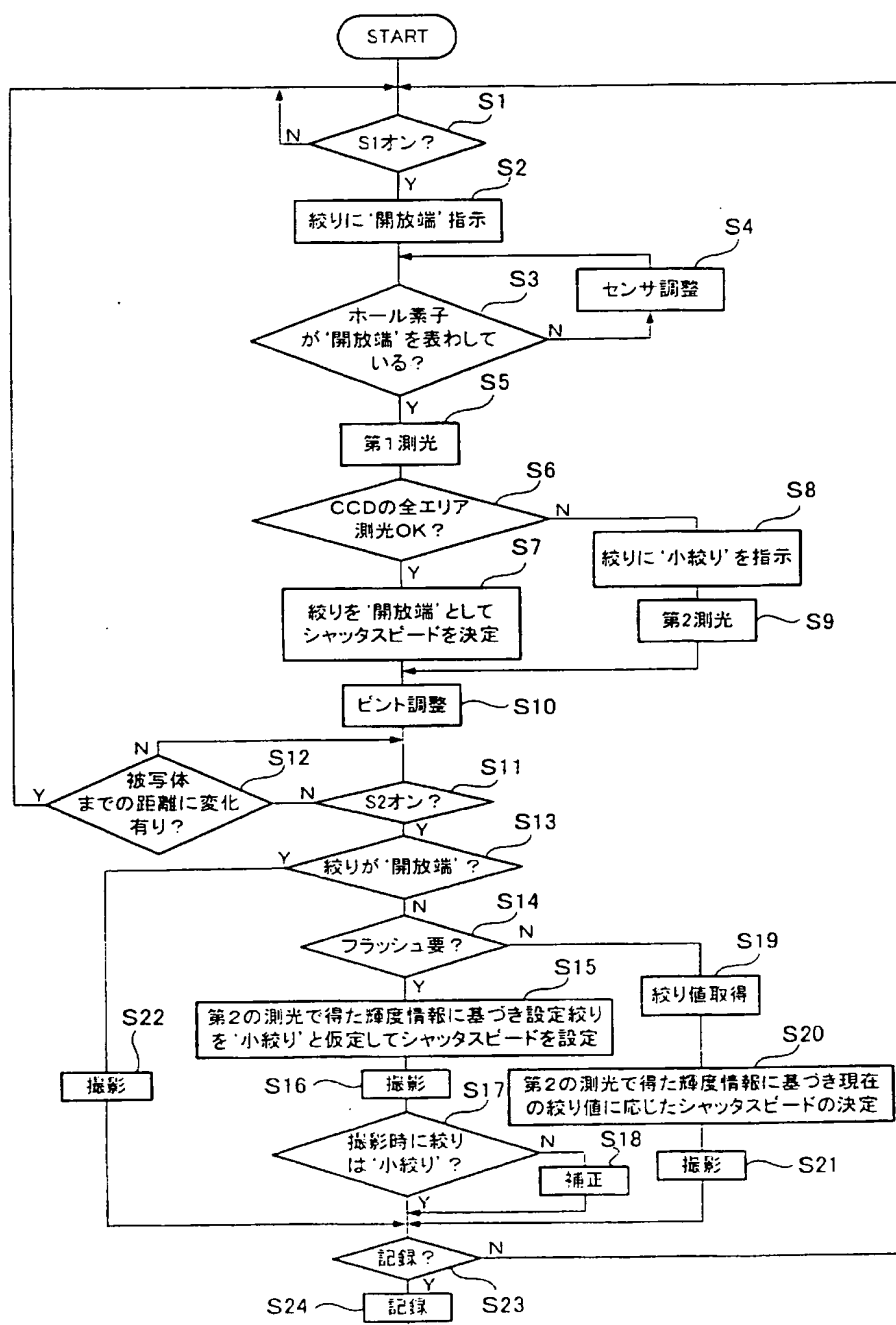 START
S1
S1オン?
N
Y
S2
絞りに‘開放端’指示
S4
センサ調整
S3
ホール素子
が‘開放端’を表わして
いる?
N
Y
S5
第1測光
S6
CCDの全エリア
測光OK?
N
Y
S8
絞りに‘小絞り’を指示
S7
絞りを‘開放端’として
シャッタスピードを決定
第2測光
S9
ピント調整
S10
N
S12
被写体
までの距離に変化
有り?
Y
N
S11
S2オン?
Y
S13
絞りが‘開放端’?
Y
N
S14
フラッシュ要?
N
Y
S19
絞り値取得
S15
第2の測光で得た輝度情報に基づき設定絞り
を‘小絞り’と仮定してシャッタスピードを設定
S22
撮影
S20
第2の測光で得た輝度情報に基づき現在
の絞り値に応じたシャッタスピードの決定
S16
撮影
S17
撮影時に絞り
は‘小絞り’?
N
Y
S18
補正
撮影
S21
記録?
N
Y
S23
S24
記録